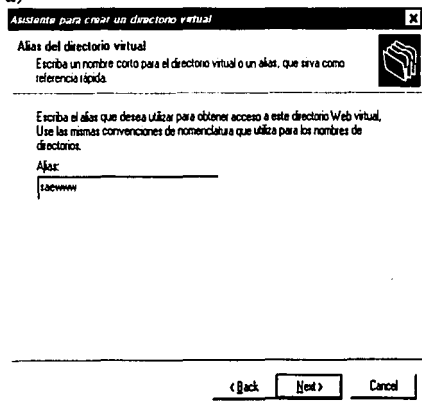 Asistente para crear un directorio virtual
Alias del directorio virtual
Escriba un nombre corto para el directorio virtual o un alias, que sirva como
referencia rápida.
Escriba el alias que desea utilizar para obtener acceso a este directorio Web virtual,
Use las mismas convenciones de nomenclatura que utiliza para los nombres de
directorios.
Alias:
saewww
< Back Next > Cancel